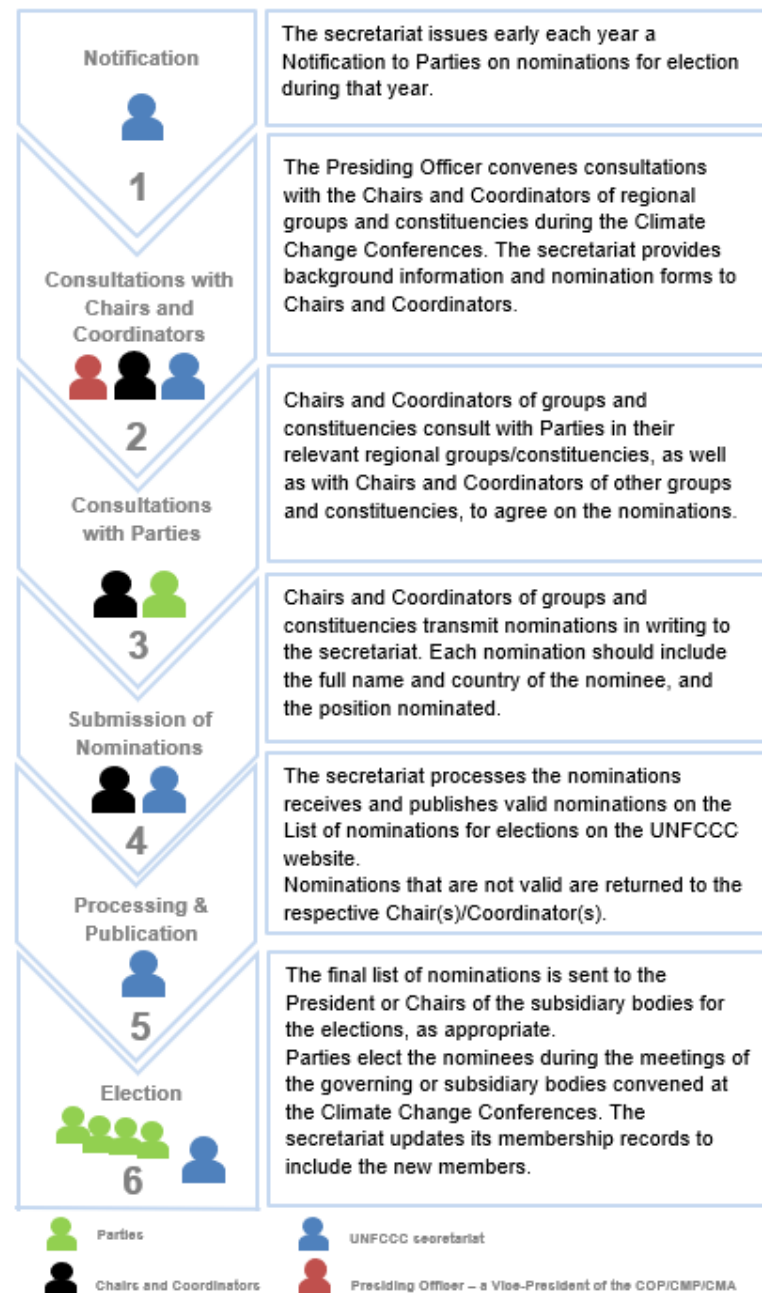 Notification
The secretariat issues early each year a
Notification to Parties on nominations for election
during that year.
1
Consultations with
Chairs and
Coordinators
The Presiding Officer convenes consultations
with the Chairs and Coordinators of regional
groups and constituencies during the Climate
Change Conferences. The secretariat provides
background information and nomination forms to
Chairs and Coordinators.
2
Consultations
with Parties
Chairs and Coordinators of groups and
constituencies consult with Parties in their
relevant regional groups/constituencies, as well
as with Chairs and Coordinators of other groups
and constituencies, to agree on the nominations.
3
Submission of
Nominations
Chairs and Coordinators of groups and
constituencies transmit nominations in writing to
the secretariat. Each nomination should include
the full name and country of the nominee, and
the position nominated.
4
Processing &
Publication
The secretariat processes the nominations
receives and publishes valid nominations on the
List of nominations for elections on the UNFCCC
website.
Nominations that are not valid are returned to the
respective Chair(s)/Coordinator(s).
5
Election
The final list of nominations is sent to the
President or Chairs of the subsidiary bodies for
the elections, as appropriate.
Parties elect the nominees during the meetings of
the governing or subsidiary bodies convened at
the Climate Change Conferences. The
secretariat updates its membership records to
include the new members.
6
Parties
UNFCCC secretariat
Chairs and Coordinators
Presiding Officer – a Vice-President of the COP/CMP/CMA